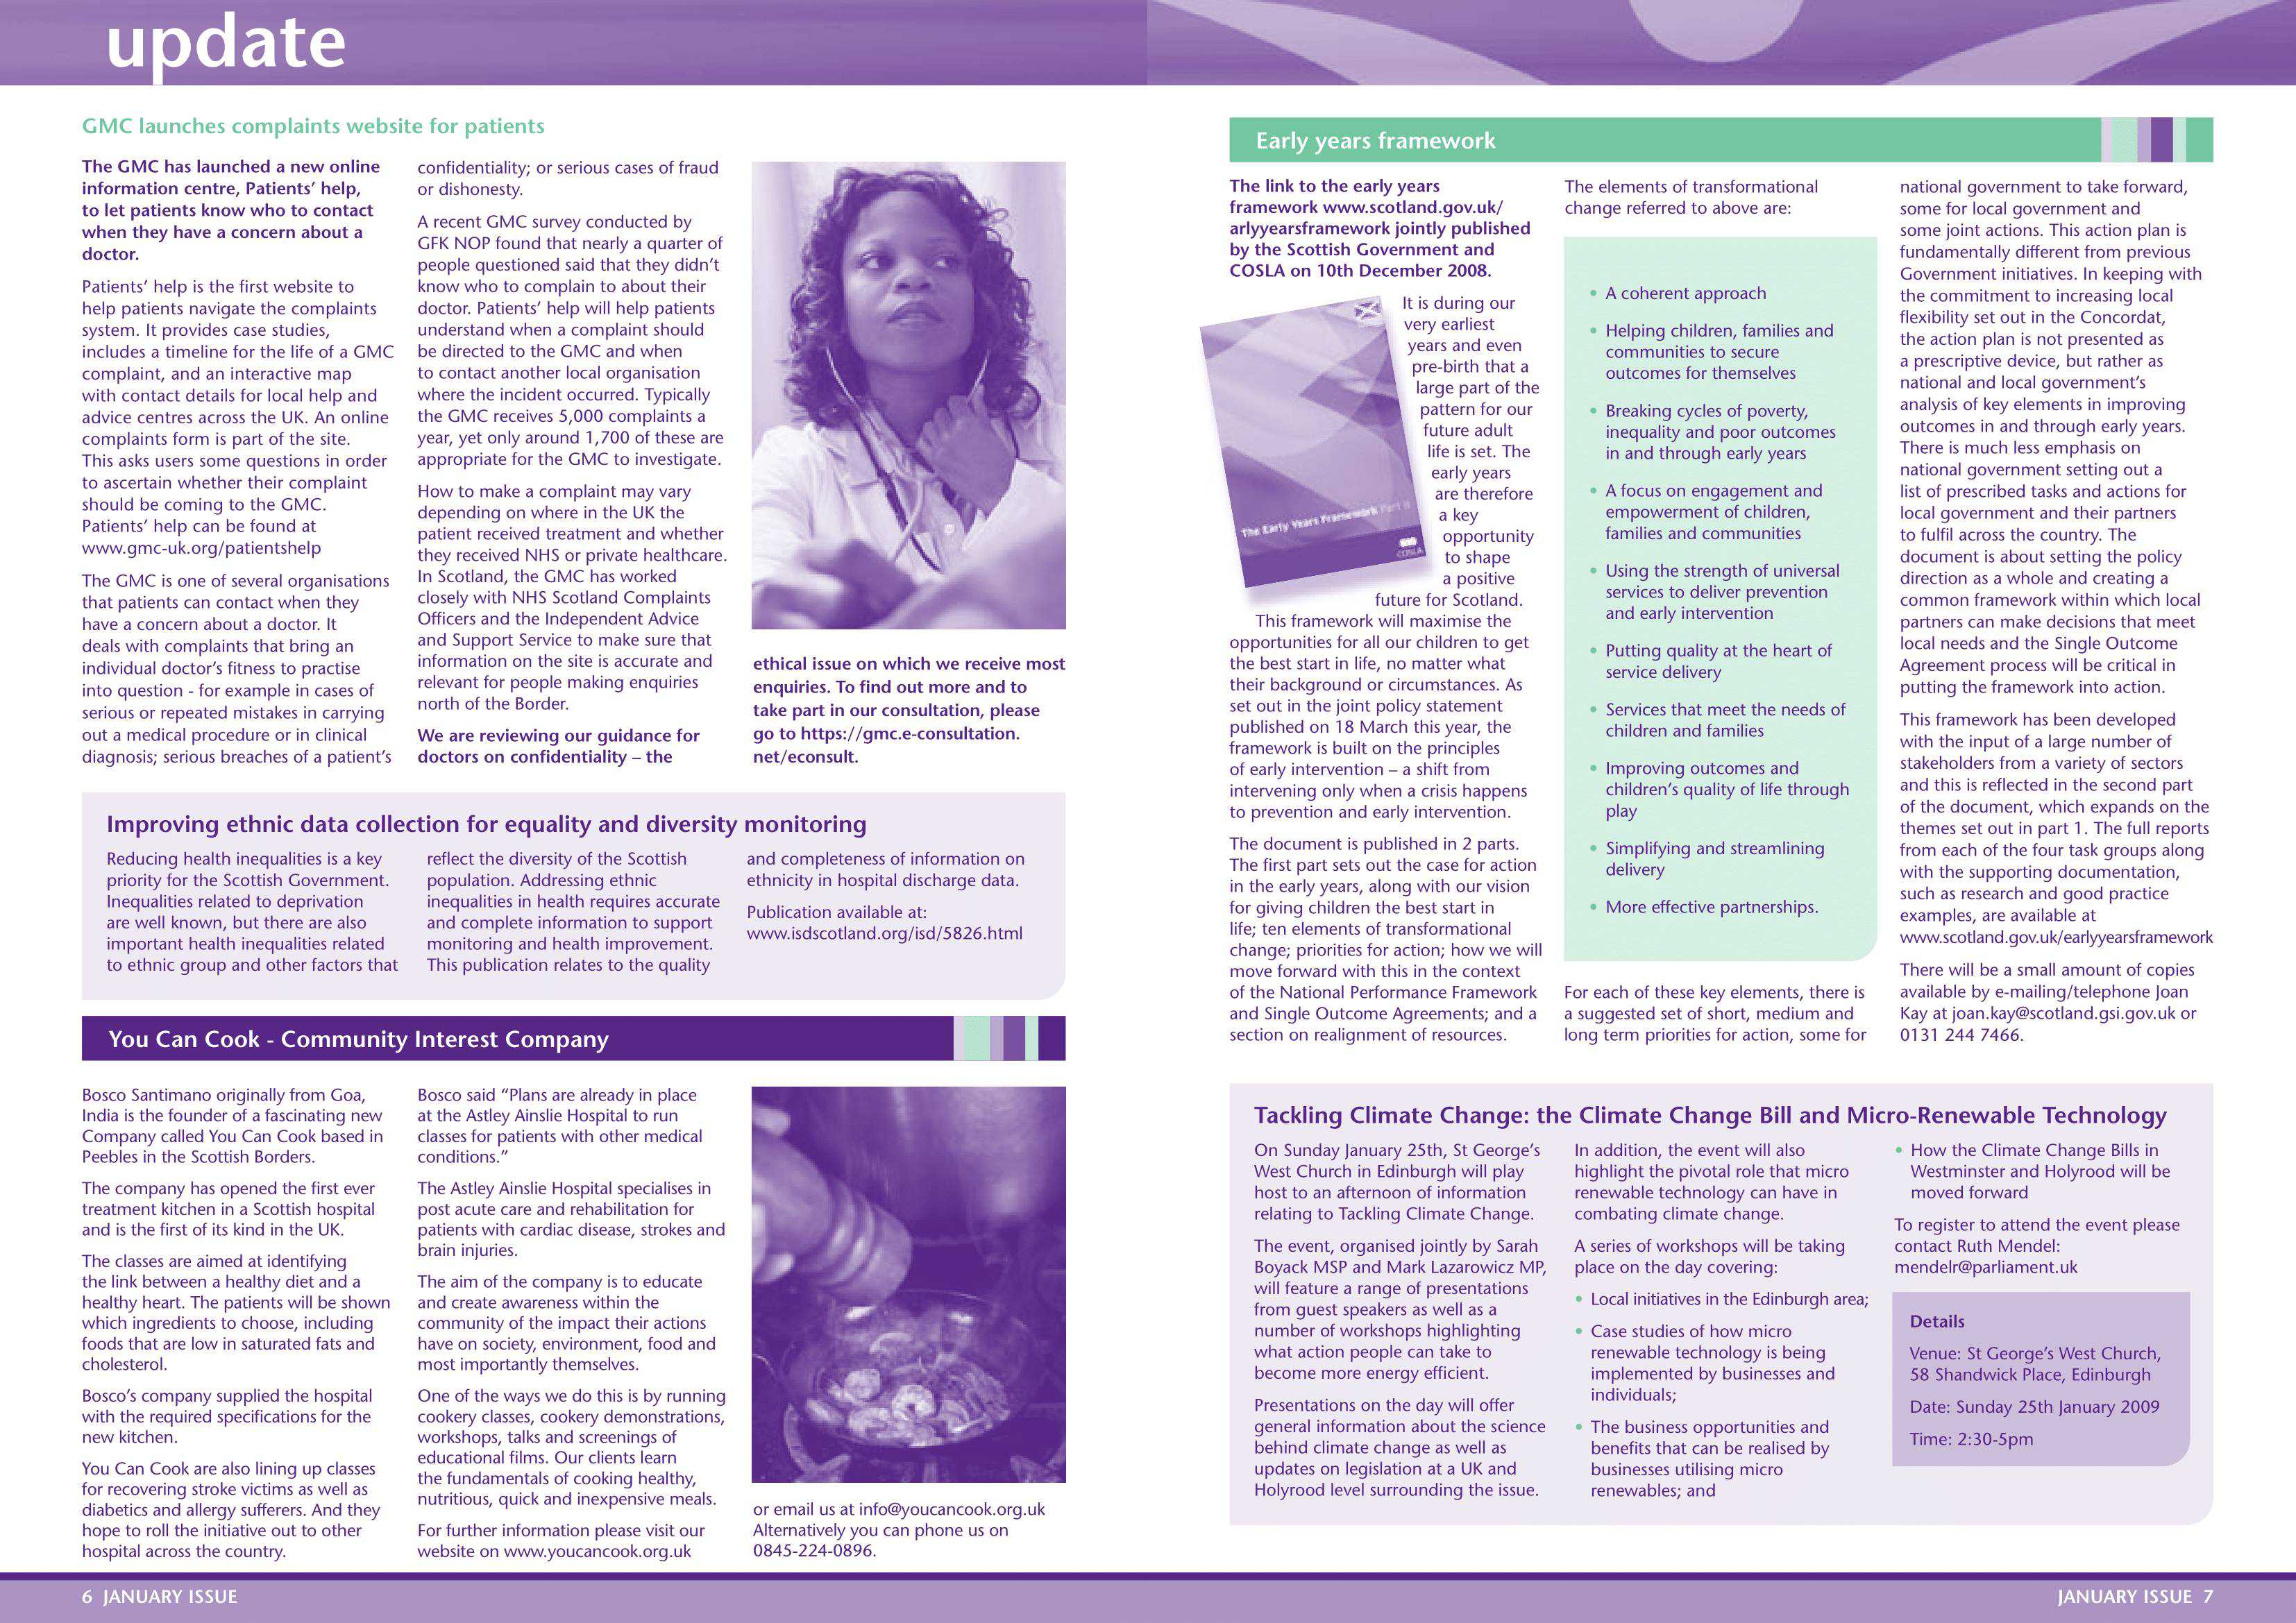 update
GMC launches complaints website for patients
The GMC has launched a new online
information centre, Patients’ help,
to let patients know who to contact
when they have a concern about a
doctor.
Patients’ help is the first website to
help patients navigate the complaints
system. It provides case studies,
includes a timeline for the life of a GMC
complaint, and an interactive map
with contact details for local help and
advice centres across the UK. An online
complaints form is part of the site.
This asks users some questions in order
to ascertain whether their complaint
should be coming to the GMC.
Patients’ help can be found at
www.gmc-uk.org/patientshelp
The GMC is one of several organisations
that patients can contact when they
have a concern about a doctor. It
deals with complaints that bring an
individual doctor’s fitness to practise
into question - for example in cases of
serious or repeated mistakes in carrying
out a medical procedure or in clinical
diagnosis; serious breaches of a patient’s
confidentiality; or serious cases of fraud
or dishonesty.
A recent GMC survey conducted by
GFK NOP found that nearly a quarter of
people questioned said that they didn’t
know who to complain to about their
doctor. Patients’ help will help patients
understand when a complaint should
be directed to the GMC and when
to contact another local organisation
where the incident occurred. Typically
the GMC receives 5,000 complaints a
year, yet only around 1,700 of these are
appropriate for the GMC to investigate.
How to make a complaint may vary
depending on where in the UK the
patient received treatment and whether
they received NHS or private healthcare.
In Scotland, the GMC has worked
closely with NHS Scotland Complaints
Officers and the Independent Advice
and Support Service to make sure that
information on the site is accurate and
relevant for people making enquiries
north of the Border.
We are reviewing our guidance for
doctors on confidentiality – the
ethical issue on which we receive most
enquiries. To find out more and to
take part in our consultation, please
go to https://gmc.e-consultation.
net/econsult.
Improving ethnic data collection for equality and diversity monitoring
Reducing health inequalities is a key
priority for the Scottish Government.
Inequalities related to deprivation
are well known, but there are also
important health inequalities related
to ethnic group and other factors that
reflect the diversity of the Scottish
population. Addressing ethnic
inequalities in health requires accurate
and complete information to support
monitoring and health improvement.
This publication relates to the quality
and completeness of information on
ethnicity in hospital discharge data.
Publication available at:
www.isdscotland.org/isd/5826.html
You Can Cook - Community Interest Company
Bosco Santimano originally from Goa,
India is the founder of a fascinating new
Company called You Can Cook based in
Peebles in the Scottish Borders.
The company has opened the first ever
treatment kitchen in a Scottish hospital
and is the first of its kind in the UK.
The classes are aimed at identifying
the link between a healthy diet and a
healthy heart. The patients will be shown
which ingredients to choose, including
foods that are low in saturated fats and
cholesterol.
Bosco’s company supplied the hospital
with the required specifications for the
new kitchen.
You Can Cook are also lining up classes
for recovering stroke victims as well as
diabetics and allergy sufferers. And they
hope to roll the initiative out to other
hospital across the country.
Bosco said “Plans are already in place
at the Astley Ainslie Hospital to run
classes for patients with other medical
conditions.”
The Astley Ainslie Hospital specialises in
post acute care and rehabilitation for
patients with cardiac disease, strokes and
brain injuries.
The aim of the company is to educate
and create awareness within the
community of the impact their actions
have on society, environment, food and
most importantly themselves.
One of the ways we do this is by running
cookery classes, cookery demonstrations,
workshops, talks and screenings of
educational films. Our clients learn
the fundamentals of cooking healthy,
nutritious, quick and inexpensive meals.
For further information please visit our
website on www.youcancook.org.uk
or email us at info@youcancook.org.uk
Alternatively you can phone us on
0845-224-0896.
6 JANUARY ISSUE
Early years framework
The link to the early years
framework www.scotland.gov.uk/
arlyyearsframework jointly published
by the Scottish Government and
COSLA on 10th December 2008.
The Early Years Framework Part II
COSLA
It is during our
very earliest
years and even
pre-birth that a
large part of the
pattern for our
future adult
life is set. The
early years
are therefore
a key
opportunity
to shape
a positive
future for Scotland.
This framework will maximise the
opportunities for all our children to get
the best start in life, no matter what
their background or circumstances. As
set out in the joint policy statement
published on 18 March this year, the
framework is built on the principles
of early intervention – a shift from
intervening only when a crisis happens
to prevention and early intervention.
The document is published in 2 parts.
The first part sets out the case for action
in the early years, along with our vision
for giving children the best start in
life; ten elements of transformational
change; priorities for action; how we will
move forward with this in the context
of the National Performance Framework
and Single Outcome Agreements; and a
section on realignment of resources.
The elements of transformational
change referred to above are:
• A coherent approach
• Helping children, families and
communities to secure
outcomes for themselves
• Breaking cycles of poverty,
inequality and poor outcomes
in and through early years
• A focus on engagement and
empowerment of children,
families and communities
• Using the strength of universal
services to deliver prevention
and early intervention
• Putting quality at the heart of
service delivery
• Services that meet the needs of
children and families
• Improving outcomes and
children’s quality of life through
play
• Simplifying and streamlining
delivery
• More effective partnerships.
For each of these key elements, there is
a suggested set of short, medium and
long term priorities for action, some for
national government to take forward,
some for local government and
some joint actions. This action plan is
fundamentally different from previous
Government initiatives. In keeping with
the commitment to increasing local
flexibility set out in the Concordat,
the action plan is not presented as
a prescriptive device, but rather as
national and local government’s
analysis of key elements in improving
outcomes in and through early years.
There is much less emphasis on
national government setting out a
list of prescribed tasks and actions for
local government and their partners
to fulfil across the country. The
document is about setting the policy
direction as a whole and creating a
common framework within which local
partners can make decisions that meet
local needs and the Single Outcome
Agreement process will be critical in
putting the framework into action.
This framework has been developed
with the input of a large number of
stakeholders from a variety of sectors
and this is reflected in the second part
of the document, which expands on the
themes set out in part 1. The full reports
from each of the four task groups along
with the supporting documentation,
such as research and good practice
examples, are available at
www.scotland.gov.uk/earlyyearsframework
There will be a small amount of copies
available by e-mailing/telephone Joan
Kay at joan.kay@scotland.gsi.gov.uk or
0131 244 7466.
Tackling Climate Change: the Climate Change Bill and Micro-Renewable Technology
On Sunday January 25th, St George’s
West Church in Edinburgh will play
host to an afternoon of information
relating to Tackling Climate Change.
The event, organised jointly by Sarah
Boyack MSP and Mark Lazarowicz MP,
will feature a range of presentations
from guest speakers as well as a
number of workshops highlighting
what action people can take to
become more energy efficient.
Presentations on the day will offer
general information about the science
behind climate change as well as
updates on legislation at a UK and
Holyrood level surrounding the issue.
In addition, the event will also
highlight the pivotal role that micro
renewable technology can have in
combating climate change.
A series of workshops will be taking
place on the day covering:
• Local initiatives in the Edinburgh area;
• Case studies of how micro
renewable technology is being
implemented by businesses and
individuals;
• The business opportunities and
benefits that can be realised by
businesses utilising micro
renewables; and
• How the Climate Change Bills in
Westminster and Holyrood will be
moved forward
To register to attend the event please
contact Ruth Mendel:
mendelr@parliament.uk
Details
Venue: St George’s West Church,
58 Shandwick Place, Edinburgh
Date: Sunday 25th January 2009
Time: 2:30-5pm
JANUARY ISSUE 7